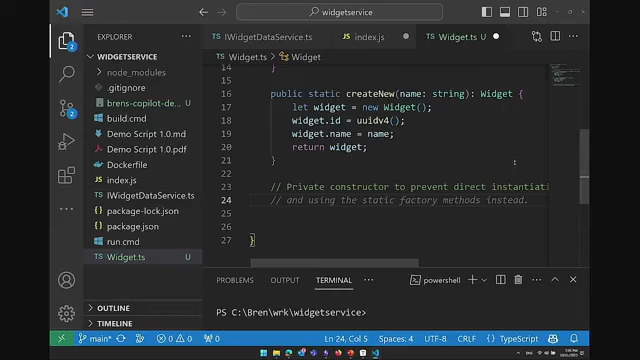 widgetservice
EXPLORER
WIDGETSERVICE
node_modules
.gitignore
brens-copilot-de...
build.cmd
Demo Script 1.0.md
Demo Script 1.0.pdf
Dockerfile
index.js
IWidgetDataService.ts
package-lock.json
package.json
run.cmd
Widget.ts U
OUTLINE
TIMELINE
IWidgetDataService.ts index.js Widget.ts U
Widget.ts > Widget
14 }
15
16 public static createNew(name: string): Widget {
17 let widget = new Widget();
18 widget.id = uuidv4();
19 widget.name = name;
20 return widget;
21 }
22
23 // Private constructor to prevent direct instantiati
24 // and using the static factory methods instead.
25
26
27 }
PROBLEMS OUTPUT TERMINAL ... powershell
PS C:\Bren\wrk\widgetservice>
main* 0 0 0 Ln 24, Col 5 Spaces: 4 UTF-8 CRLF {} TypeScript